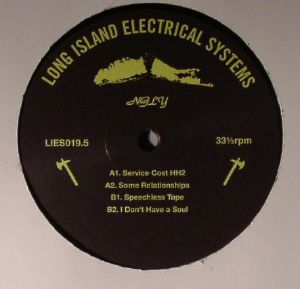 LONG ISLAND ELECTRICAL SYSTEMS
NGLY
LIES019.5
33⅓rpm
A1. Service Cost HH2
A2. Some Relationships
B1. Speechless Tape
B2. I Don't Have a Soul